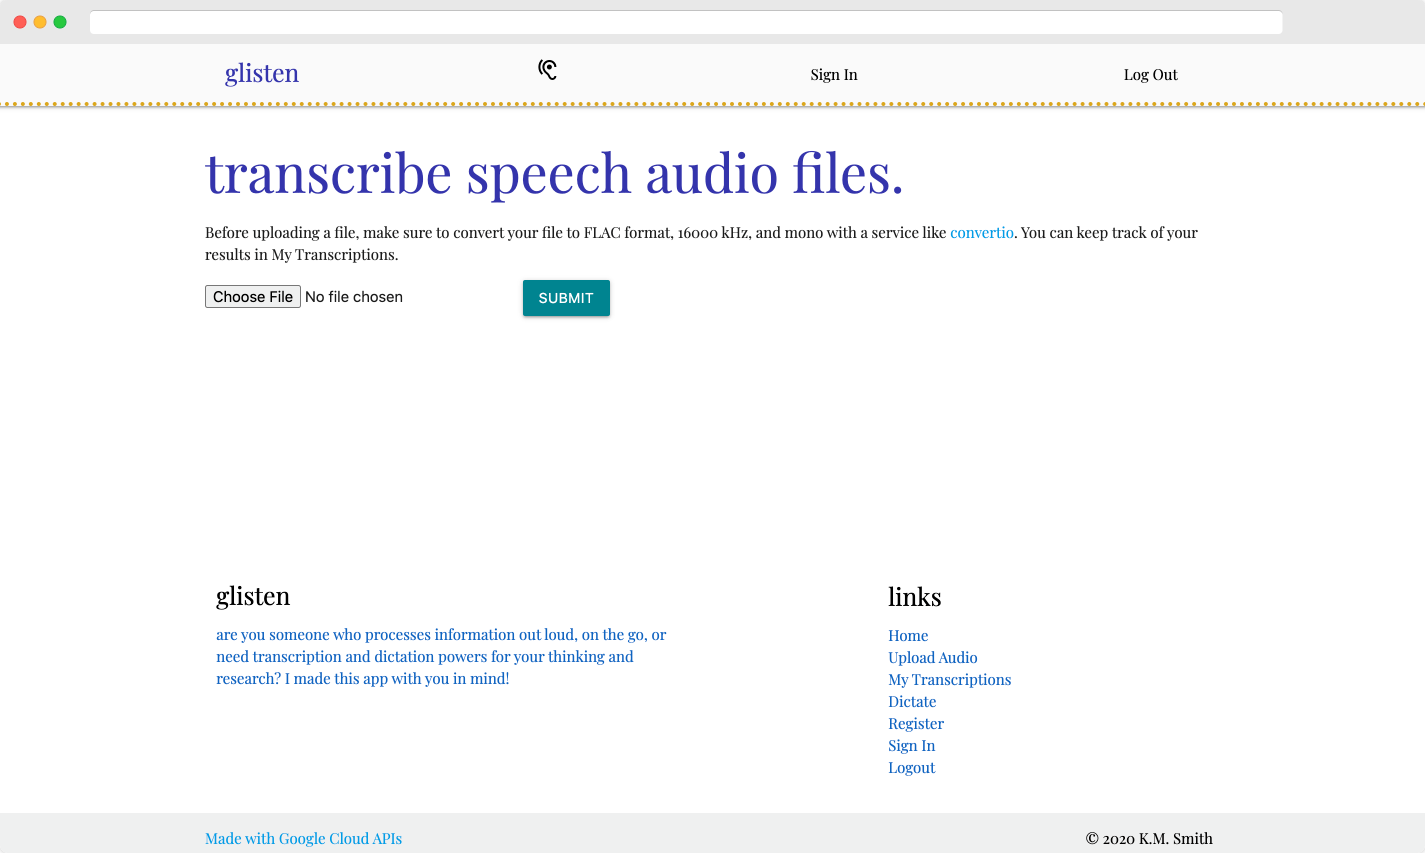 glisten
Sign In
Log Out
transcribe speech audio files.
Before uploading a file, make sure to convert your file to FLAC format, 16000 kHz, and mono with a service like convertio. You can keep track of your
results in My Transcriptions.
Choose File No file chosen
SUBMIT
glisten
are you someone who processes information out loud, on the go, or
need transcription and dictation powers for your thinking and
research? I made this app with you in mind!
links
Home
Upload Audio
My Transcriptions
Dictate
Register
Sign In
Logout
Made with Google Cloud APIs
© 2020 K.M. Smith